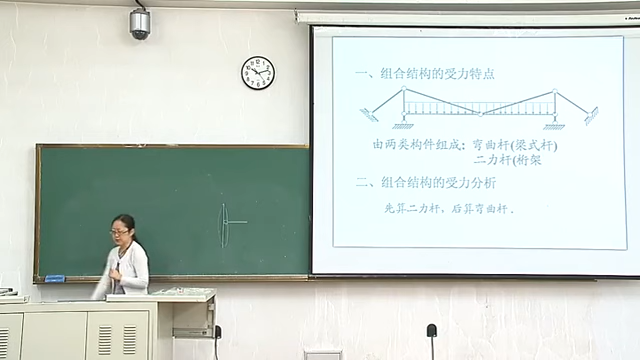 一、组合结构的受力特点
由两类构件组成：弯曲杆(梁式杆)
二力杆(桁架
二、组合结构的受力分析
先算二力杆，后算弯曲杆．